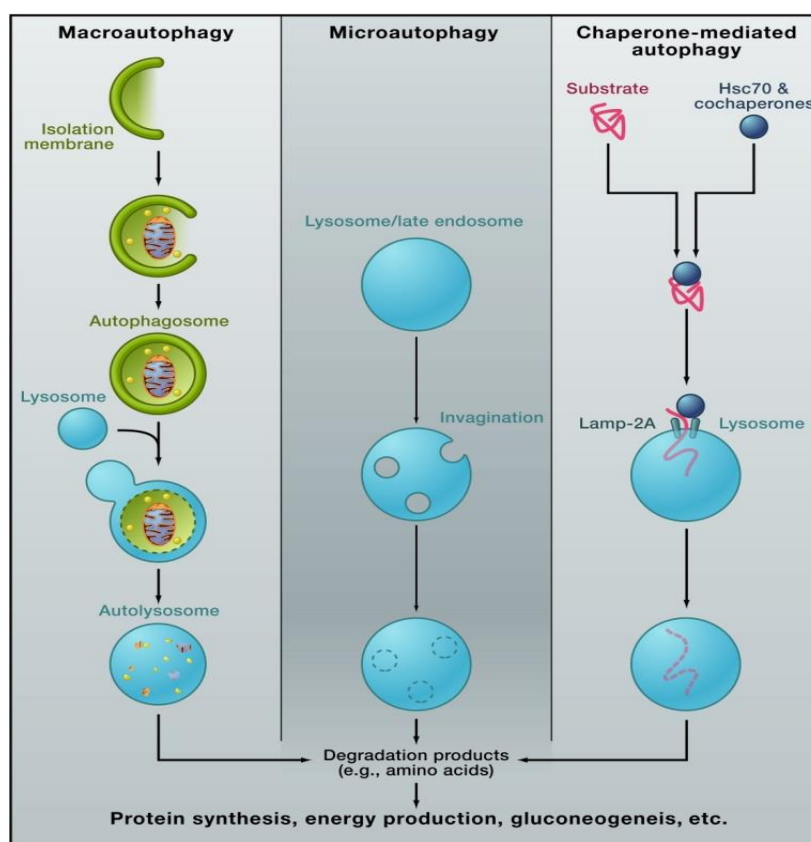 Macroautophagy
Isolation
membrane
Autophagosome
Lysosome
Autolysosome
Microautophagy
Lysosome/late endosome
Invagination
Chaperone-mediated
autophagy
Substrate
Hsc70 &
cochaperones
Lamp-2A
Lysosome
Degradation products
(e.g., amino acids)
Protein synthesis, energy production, gluconeogeneis, etc.